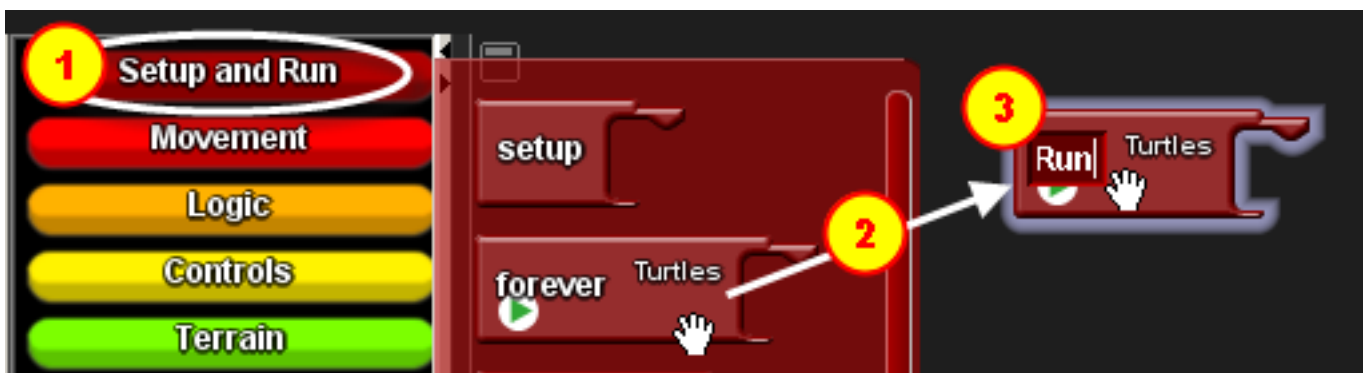 1
Setup and Run
Movement
Logic
Controls
Terrain
setup
forever Turtles
2
3
Run Turtles